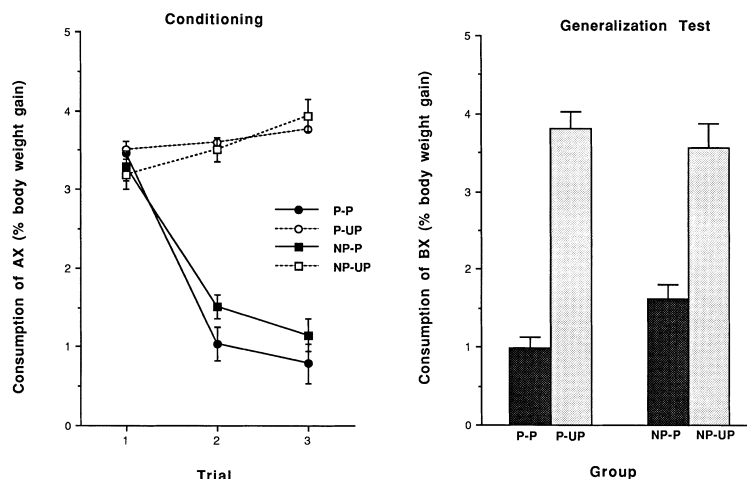 Conditioning
Consumption of AX (% body weight gain)
5
4
3
2
1
0
1 2 3
Trial
P-P
P-UP
NP-P
NP-UP
Generalization Test
Consumption of BX (% body weight gain)
5
4
3
2
1
0
P-P P-UP NP-P NP-UP
Group